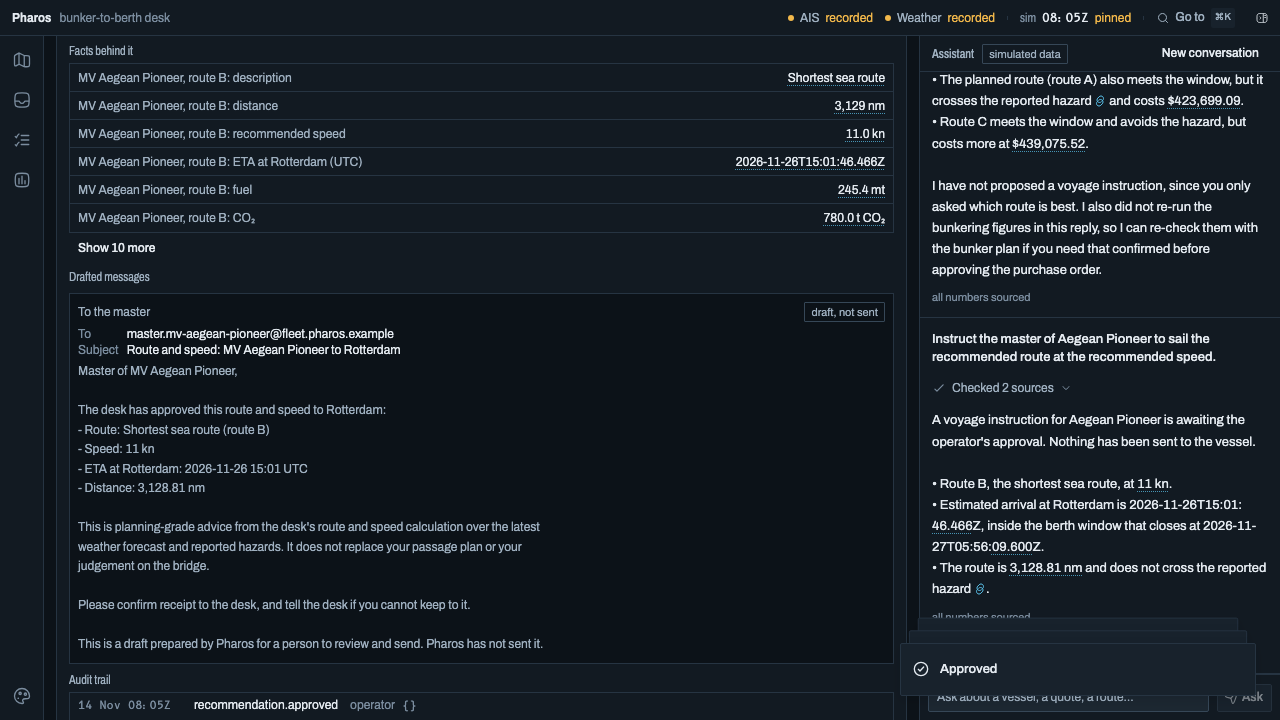 Pharos bunker-to-berth desk
AIS recorded Weather recorded sim 08:05Z pinned Go to ⌘K
Facts behind it
MV Aegean Pioneer, route B: description Shortest sea route
MV Aegean Pioneer, route B: distance 3,129 nm
MV Aegean Pioneer, route B: recommended speed 11.0 kn
MV Aegean Pioneer, route B: ETA at Rotterdam (UTC) 2026-11-26T15:01:46.466Z
MV Aegean Pioneer, route B: fuel 245.4 mt
MV Aegean Pioneer, route B: CO₂ 780.0 t CO₂
Show 10 more
Drafted messages
To the master draft, not sent
To master.mv-aegean-pioneer@fleet.pharos.example
Subject Route and speed: MV Aegean Pioneer to Rotterdam
Master of MV Aegean Pioneer,
The desk has approved this route and speed to Rotterdam:
- Route: Shortest sea route (route B)
- Speed: 11 kn
- ETA at Rotterdam: 2026-11-26 15:01 UTC
- Distance: 3,128.81 nm
This is planning-grade advice from the desk's route and speed calculation over the latest
weather forecast and reported hazards. It does not replace your passage plan or your
judgement on the bridge.
Please confirm receipt to the desk, and tell the desk if you cannot keep to it.
This is a draft prepared by Pharos for a person to review and send. Pharos has not sent it.
Audit trail
14 Nov 08:05Z recommendation.approved operator {}
Assistant simulated data New conversation
• The planned route (route A) also meets the window, but it
crosses the reported hazard and costs $423,699.09.
• Route C meets the window and avoids the hazard, but
costs more at $439,075.52.
I have not proposed a voyage instruction, since you only
asked which route is best. I also did not re-run the
bunkering figures in this reply, so I can re-check them with
the bunker plan if you need that confirmed before
approving the purchase order.
all numbers sourced
Instruct the master of Aegean Pioneer to sail the
recommended route at the recommended speed.
Checked 2 sources
A voyage instruction for Aegean Pioneer is awaiting the
operator's approval. Nothing has been sent to the vessel.
• Route B, the shortest sea route, at 11 kn.
• Estimated arrival at Rotterdam is 2026-11-26T15:01:
46.466Z, inside the berth window that closes at 2026-11-
27T05:56:09.600Z.
• The route is 3,128.81 nm and does not cross the reported
hazard.
all numbers sourced
Approved
Ask about a vessel, a quote, a route... Ask